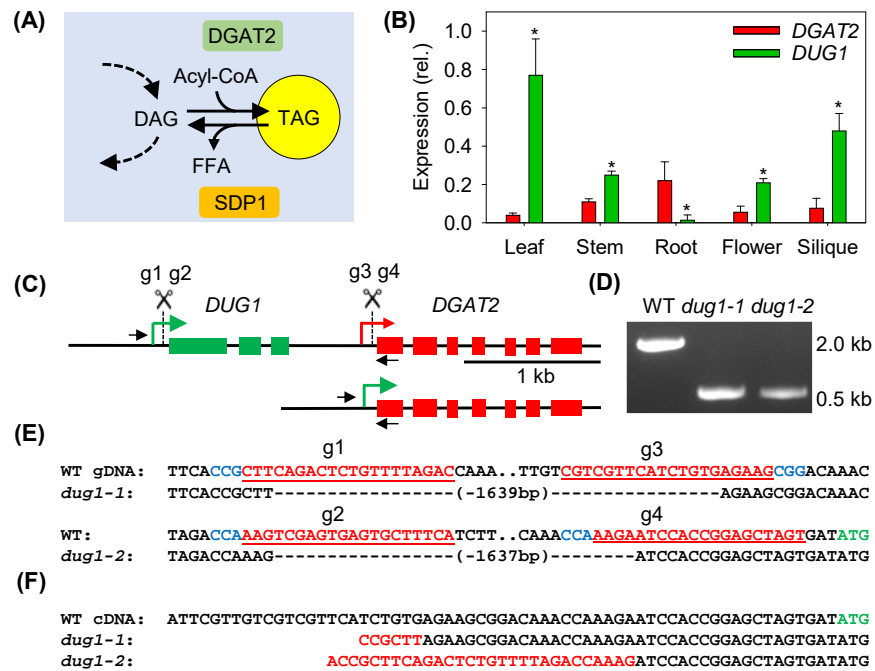 (A)
DGAT2
Acyl-CoA
DAG
TAG
FFA
SDP1
(B)
Expression (rel.)
1.0
0.8
0.6
0.4
0.2
0.0
DGAT2
DUG1
*
*
*
*
*
Leaf Stem Root Flower Silique
(C)
g1 g2
DUG1
g3 g4
DGAT2
1 kb
(D)
WT dug1-1 dug1-2
2.0 kb
0.5 kb
(E)
g1 g3
WT gDNA: TTCACCGCTTCAGACTCTGTTTTAGACCAAA..TTGTCGTCGTTCATCTGTGAGAAGCGGACAAAC
dug1-1: TTCACCGCTT----------------(-1639bp)----------------AGAAGCGGACAAAC
g2 g4
WT: TAGACCAAAGTCGAGTGAGTGCTTTCATCTT..CAAACCAAAGAATCCACCGGAGCTAGTGATATG
dug1-2: TAGACCAAAG----------------(-1637bp)--------ATCCACCGGAGCTAGTGATATG
(F)
WT cDNA: ATTCGTTGTCGTCGTTCATCTGTGAGAAGCGGACAAACCAAAGAATCCACCGGAGCTAGTGATATG
dug1-1: CCGCTTAGAAGCGGACAAACCAAAGAATCCACCGGAGCTAGTGATATG
dug1-2: ACCGCTTCAGACTCTGTTTTAGACCAAAGATCCACCGGAGCTAGTGATATG